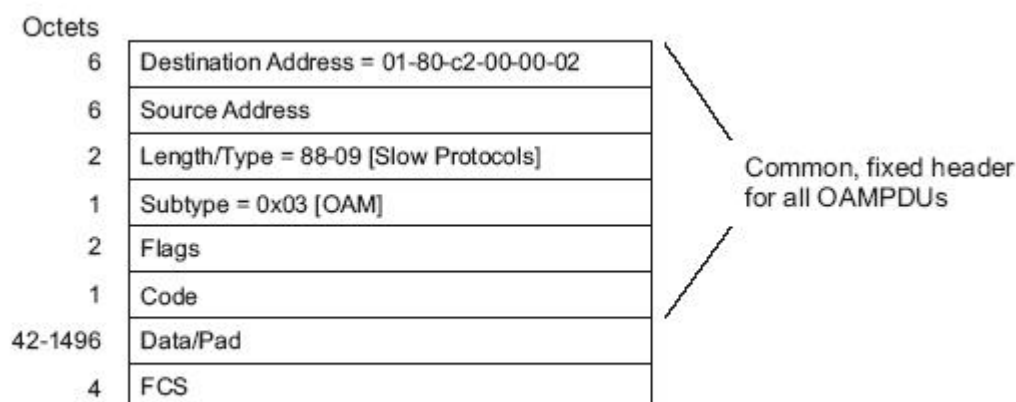 Octets
6 Destination Address = 01-80-c2-00-00-02
6 Source Address
2 Length/Type = 88-09 [Slow Protocols]
1 Subtype = 0x03 [OAM]
2 Flags
1 Code
42-1496 Data/Pad
4 FCS
Common, fixed header
for all OAMPDUs